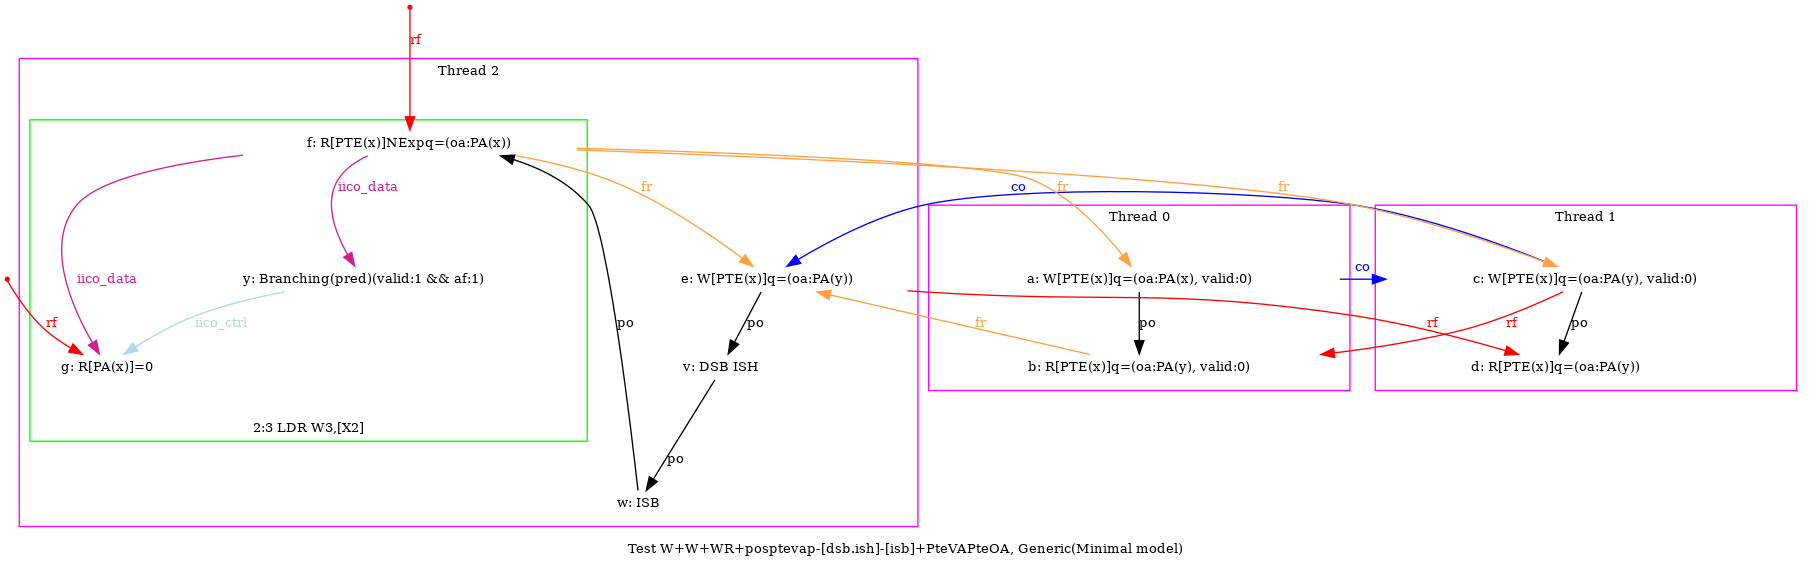 rf
Thread 2
f: R[PTE(x)]NExpq=(oa:PA(x))
iico_data
fr
co
fr
fr
Thread 0
Thread 1
iico_data
y: Branching(pred)(valid:1 && af:1)
e: W[PTE(x)]q=(oa:PA(y))
a: W[PTE(x)]q=(oa:PA(x), valid:0)
co
c: W[PTE(x)]q=(oa:PA(y), valid:0)
rf
iico_ctrl
po
po
fr
po
rf
rf
po
g: R[PA(x)]=0
v: DSB ISH
b: R[PTE(x)]q=(oa:PA(y), valid:0)
d: R[PTE(x)]q=(oa:PA(y))
2:3 LDR W3,[X2]
po
w: ISB
Test W+W+WR+posptevap-[dsb.ish]-[isb]+PteVAPteOA, Generic(Minimal model)